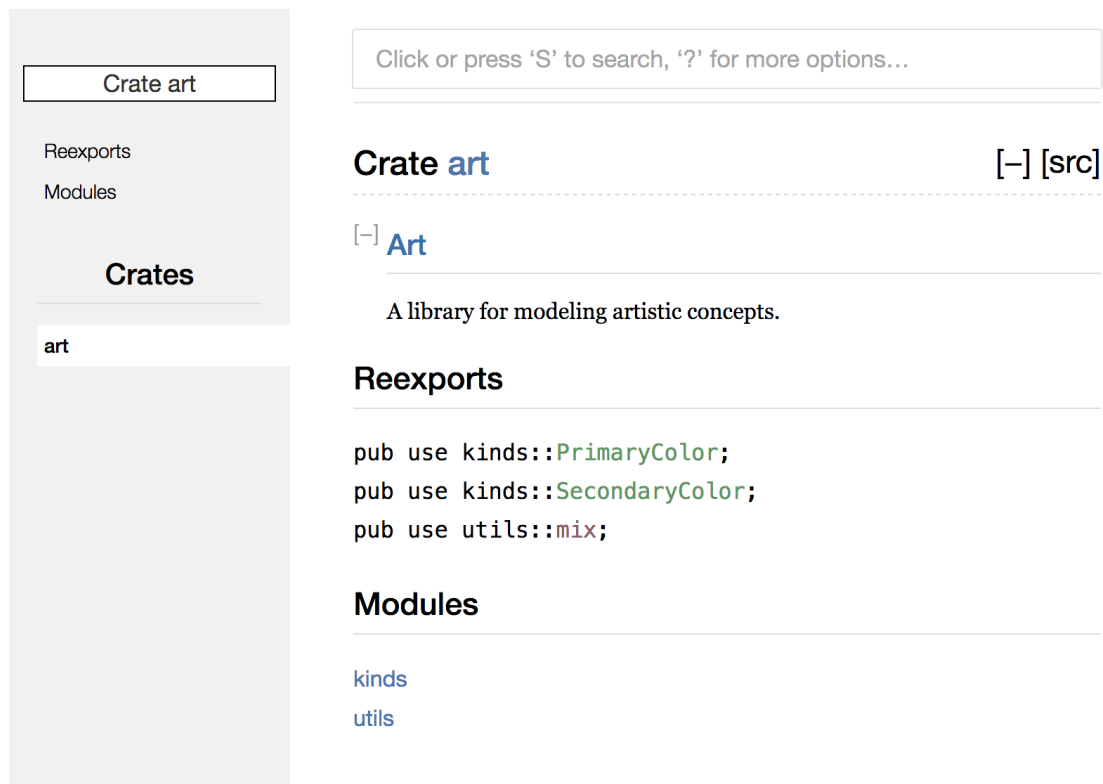 Crate art
Reexports
Modules
Crates
art
Click or press ‘S’ to search, ‘?’ for more options…
Crate art [–] [src]
[–] Art
A library for modeling artistic concepts.
Reexports
pub use kinds::PrimaryColor;
pub use kinds::SecondaryColor;
pub use utils::mix;
Modules
kinds
utils